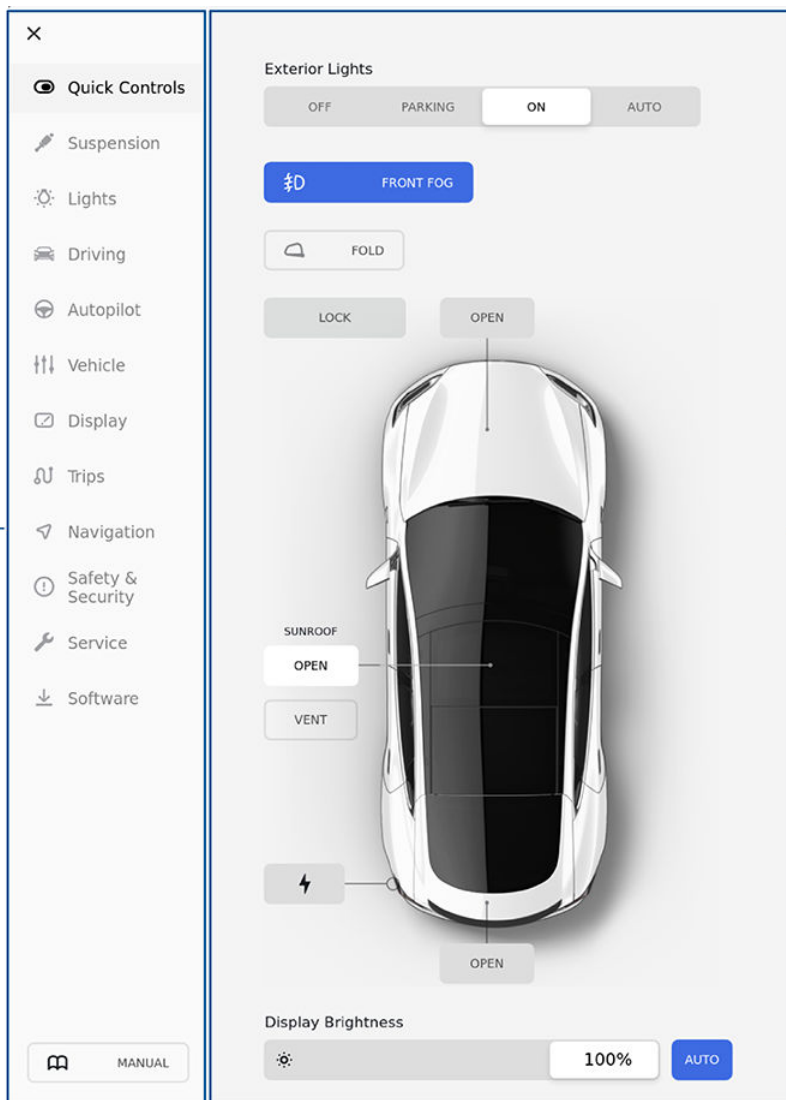 Quick Controls
Suspension
Lights
Driving
Autopilot
Vehicle
Display
Trips
Navigation
Safety &
Security
Service
Software
MANUAL
Exterior Lights
OFF PARKING ON AUTO
FRONT FOG
FOLD
LOCK OPEN
SUNROOF
OPEN
VENT
OPEN
Display Brightness
100% AUTO